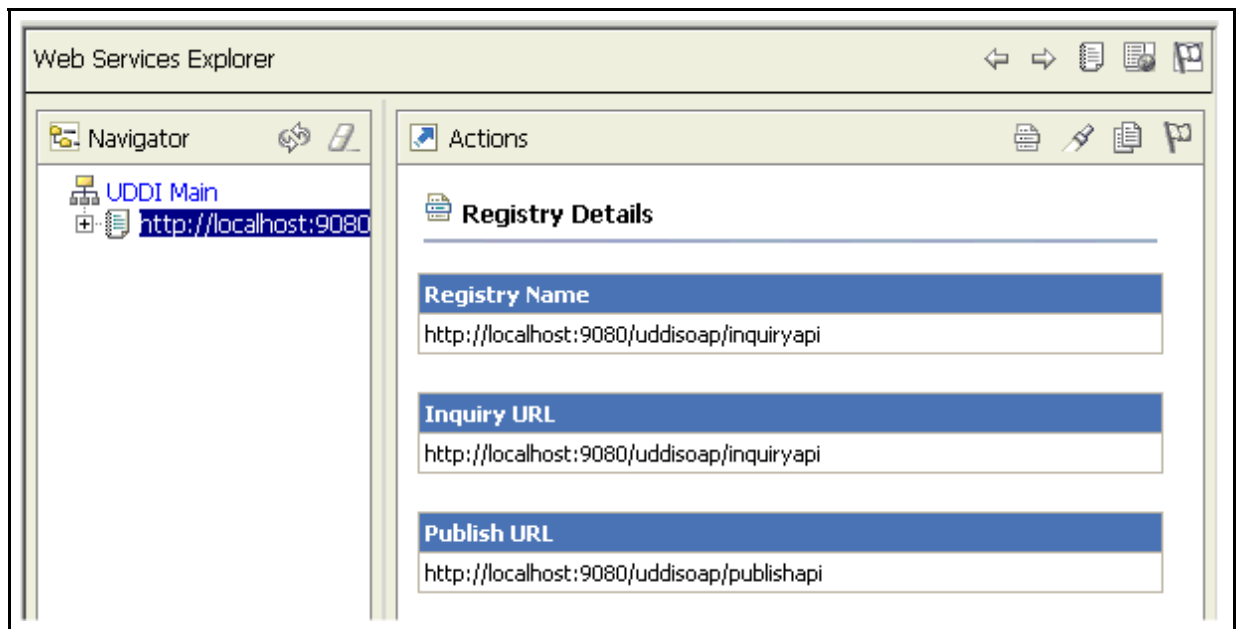 Web Services Explorer
Navigator
UDDI Main
http://localhost:9080
Actions
Registry Details
Registry Name
http://localhost:9080/uddisoap/inquiryapi
Inquiry URL
http://localhost:9080/uddisoap/inquiryapi
Publish URL
http://localhost:9080/uddisoap/publishapi